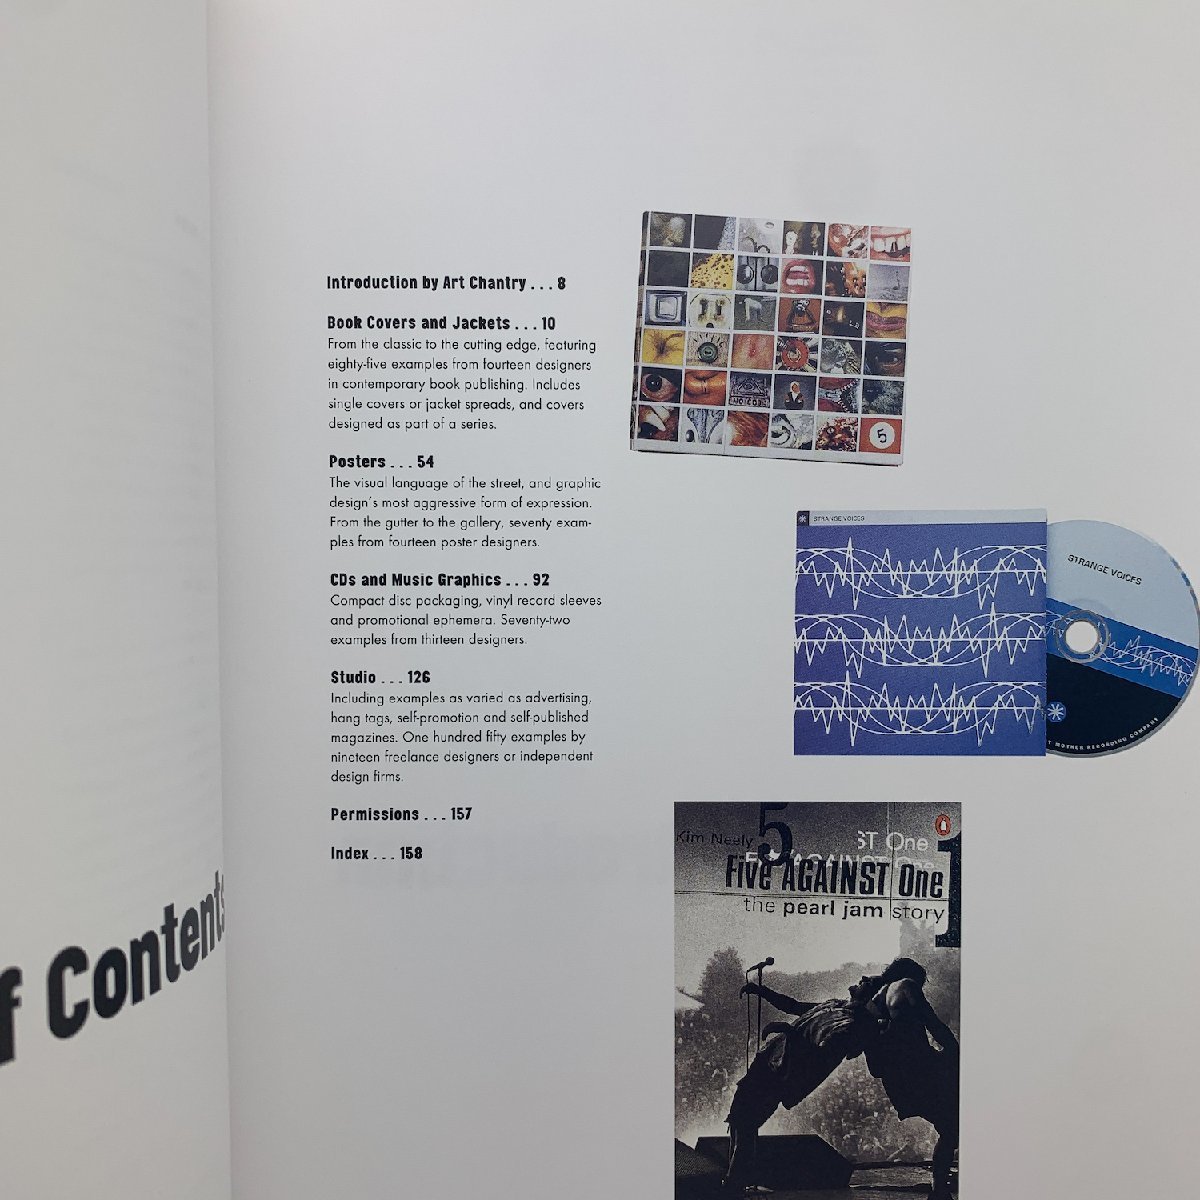 f Contents
Introduction by Art Chantry . . . 8
Book Covers and Jackets . . . 10
From the classic to the cutting edge, featuring
eighty-five examples from fourteen designers
in contemporary book publishing. Includes
single covers or jacket spreads, and covers
designed as part of a series.
Posters . . . 54
The visual language of the street, and graphic
design's most aggressive form of expression.
From the gutter to the gallery, seventy exam-
ples from fourteen poster designers.
CDs and Music Graphics . . . 92
Compact disc packaging, vinyl record sleeves
and promotional ephemera. Seventy-two
examples from thirteen designers.
Studio . . . 126
Including examples as varied as advertising,
hang tags, self-promotion and self-published
magazines. One hundred fifty examples by
nineteen freelance designers or independent
design firms.
Permissions . . . 157
Index . . . 158
5
STRANGE VOICES
STRANGE VOICES
MOTHER RECORDING COMPANY
Kim Neely
5
ST One
1
Five AGAINST One
the pearl jam story